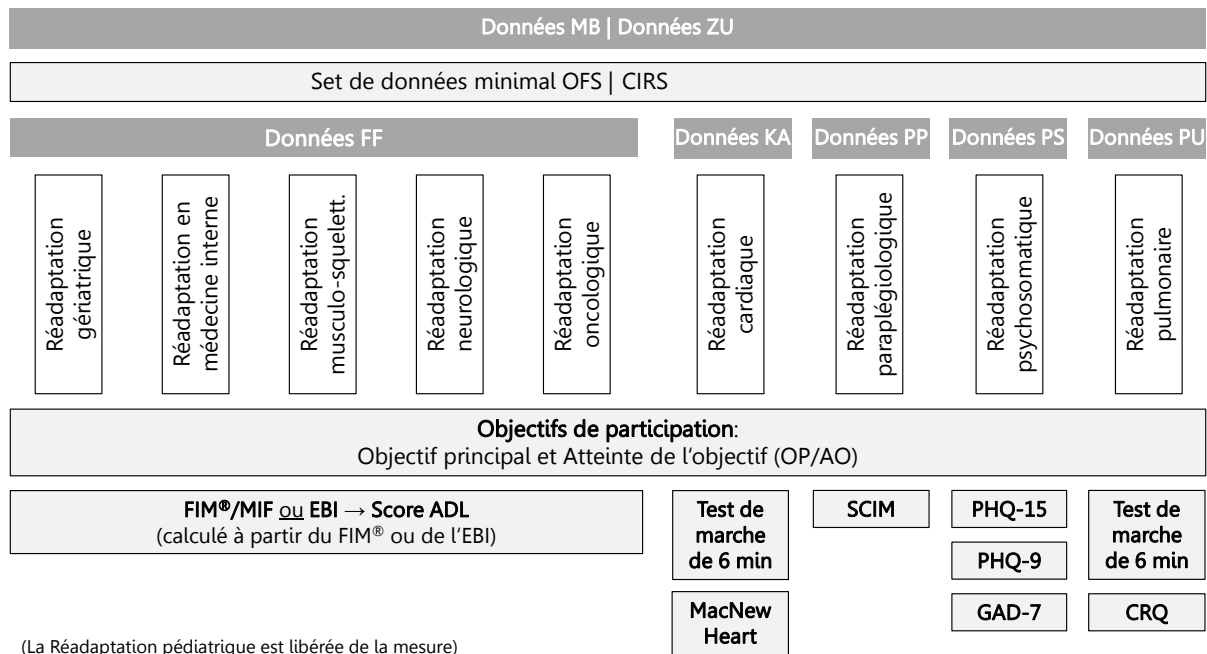 Données MB | Données ZU
Set de données minimal OFS | CIRS
Données FF
Données KA
Données PP
Données PS
Données PU
Réadaptation
gériatrique
Réadaptation en
médecine interne
Réadaptation
musculo-squelett.
Réadaptation
neurologique
Réadaptation
oncologique
Réadaptation
cardiaque
Réadaptation
paraplégiologique
Réadaptation
psychosomatique
Réadaptation
pulmonaire
Objectifs de participation:
Objectif principal et Atteinte de l'objectif (OP/AO)
FIM®/MIF ou EBI → Score ADL
(calculé à partir du FIM® ou de l'EBI)
Test de
marche
de 6 min
MacNew
Heart
SCIM
PHQ-15
PHQ-9
GAD-7
Test de
marche
de 6 min
CRQ
(La Réadaptation pédiatrique est libérée de la mesure)